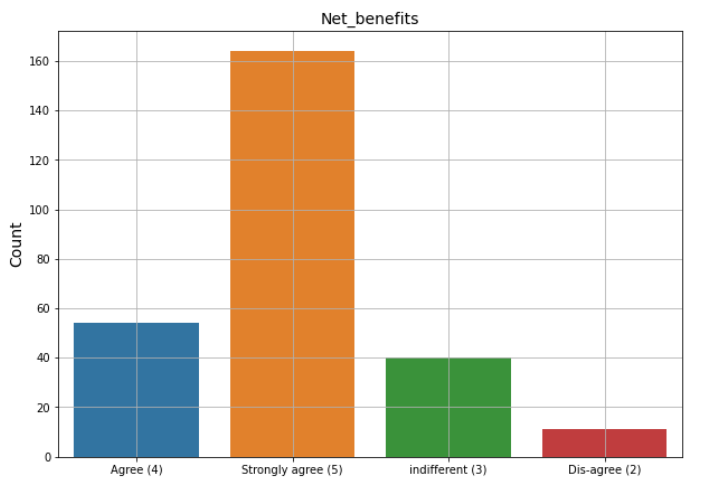 Net_benefits
Count
160
140
120
100
80
60
40
20
0
Agree (4)
Strongly agree (5)
indifferent (3)
Dis-agree (2)